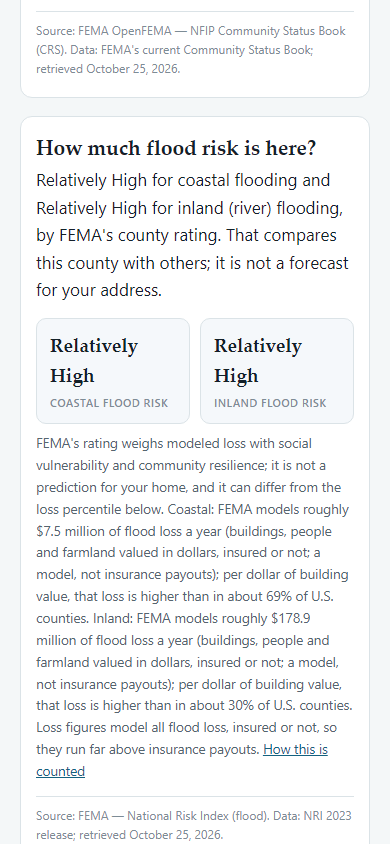 Source: FEMA OpenFEMA — NFIP Community Status Book
(CRS). Data: FEMA's current Community Status Book;
retrieved October 25, 2026.
How much flood risk is here?
Relatively High for coastal flooding and
Relatively High for inland (river) flooding,
by FEMA's county rating. That compares
this county with others; it is not a forecast
for your address.
Relatively
High
COASTAL FLOOD RISK
Relatively
High
INLAND FLOOD RISK
FEMA's rating weighs modeled loss with social
vulnerability and community resilience; it is not a
prediction for your home, and it can differ from the
loss percentile below. Coastal: FEMA models roughly
$7.5 million of flood loss a year (buildings, people
and farmland valued in dollars, insured or not; a
model, not insurance payouts); per dollar of building
value, that loss is higher than in about 69% of U.S.
counties. Inland: FEMA models roughly $178.9
million of flood loss a year (buildings, people and
farmland valued in dollars, insured or not; a model,
not insurance payouts); per dollar of building value,
that loss is higher than in about 30% of U.S. counties.
Loss figures model all flood loss, insured or not, so
they run far above insurance payouts. How this is
counted
Source: FEMA — National Risk Index (flood). Data: NRI 2023
release; retrieved October 25, 2026.